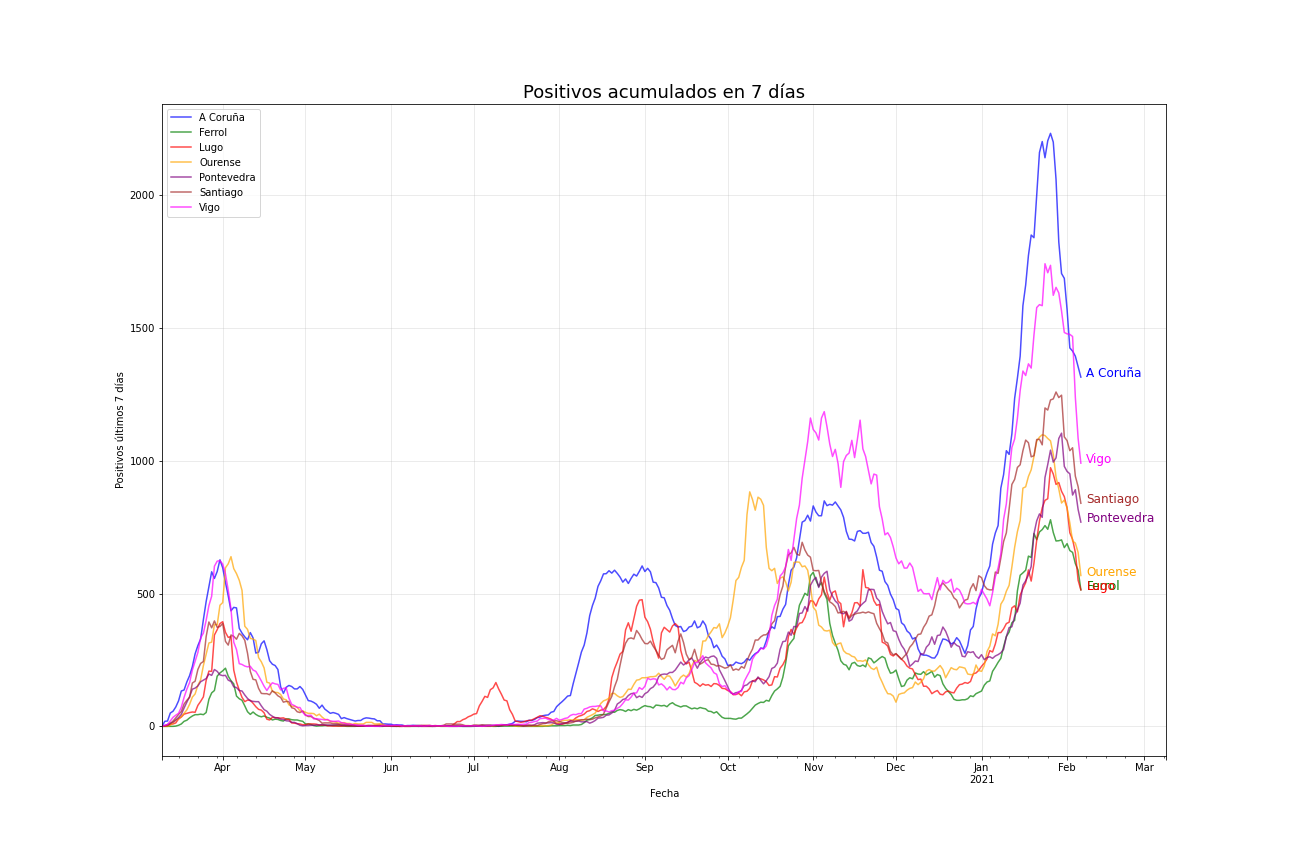 Positivos acumulados en 7 días
A Coruña
Ferrol
Lugo
Ourense
Pontevedra
Santiago
Vigo
Positivos últimos 7 días
2000
1500
1000
500
0
A Coruña
Vigo
Santiago
Pontevedra
Ourense
Lugo
Ferrol
Apr May Jun Jul Aug Sep Oct Nov Dec Jan Feb Mar
2021
Fecha